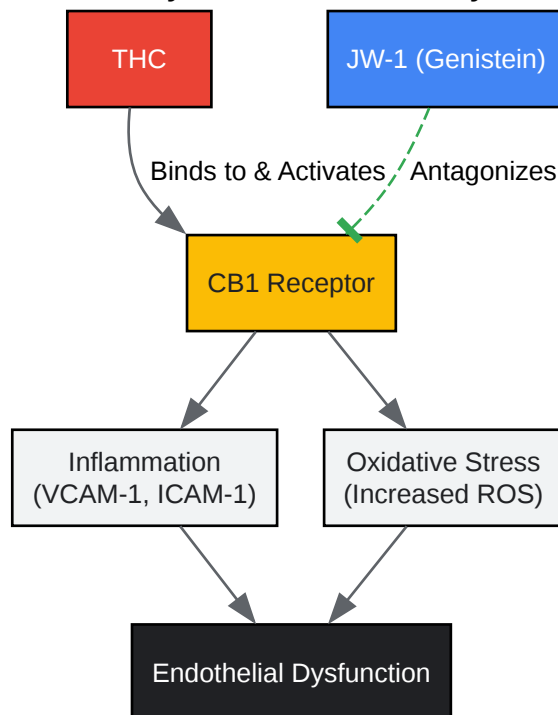 THC
JW-1 (Genistein)
Binds to & Activates
Antagonizes
CB1 Receptor
Inflammation
(VCAM-1, ICAM-1)
Oxidative Stress
(Increased ROS)
Endothelial Dysfunction